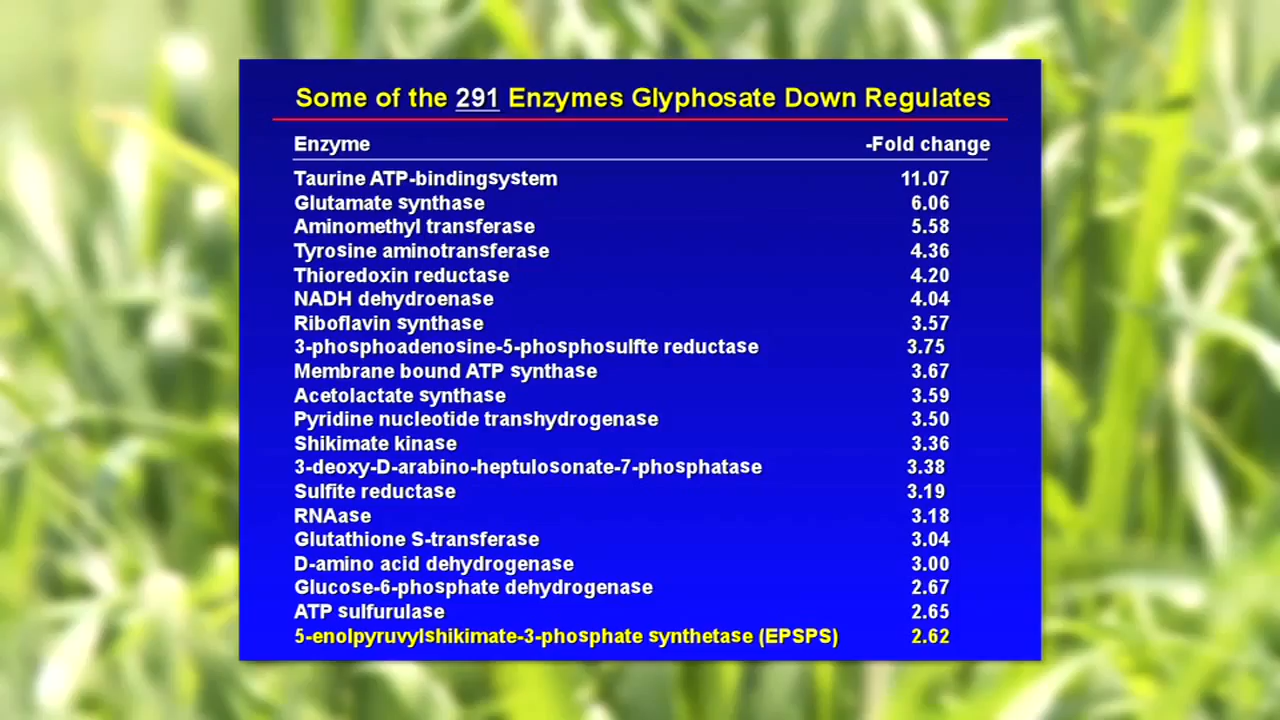 Some of the 291 Enzymes Glyphosate Down Regulates
Enzyme -Fold change
Taurine ATP-bindingsystem 11.07
Glutamate synthase 6.06
Aminomethyl transferase 5.58
Tyrosine aminotransferase 4.36
Thioredoxin reductase 4.20
NADH dehydroenase 4.04
Riboflavin synthase 3.57
3-phosphoadenosine-5-phosphosulfte reductase 3.75
Membrane bound ATP synthase 3.67
Acetolactate synthase 3.59
Pyridine nucleotide transhydrogenase 3.50
Shikimate kinase 3.36
3-deoxy-D-arabino-heptulosonate-7-phosphatase 3.38
Sulfite reductase 3.19
RNAase 3.18
Glutathione S-transferase 3.04
D-amino acid dehydrogenase 3.00
Glucose-6-phosphate dehydrogenase 2.67
ATP sulfurulase 2.65
5-enolpyruvylshikimate-3-phosphate synthetase (EPSPS) 2.62